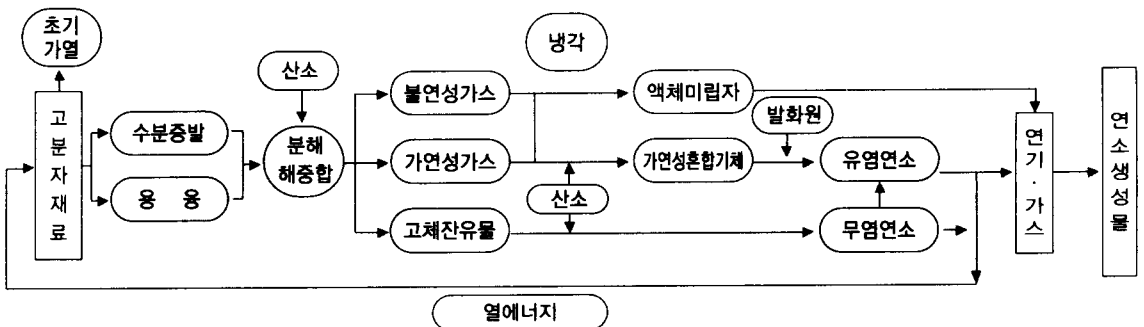 초기
가열
냉각
산소
고분자재료
수분증발
용 융
분해
해중합
불연성가스
가연성가스
고체잔유물
산소
액체미립자
발화원
가연성혼합기체
유염연소
무염연소
연기·가스
연소생성물
열에너지